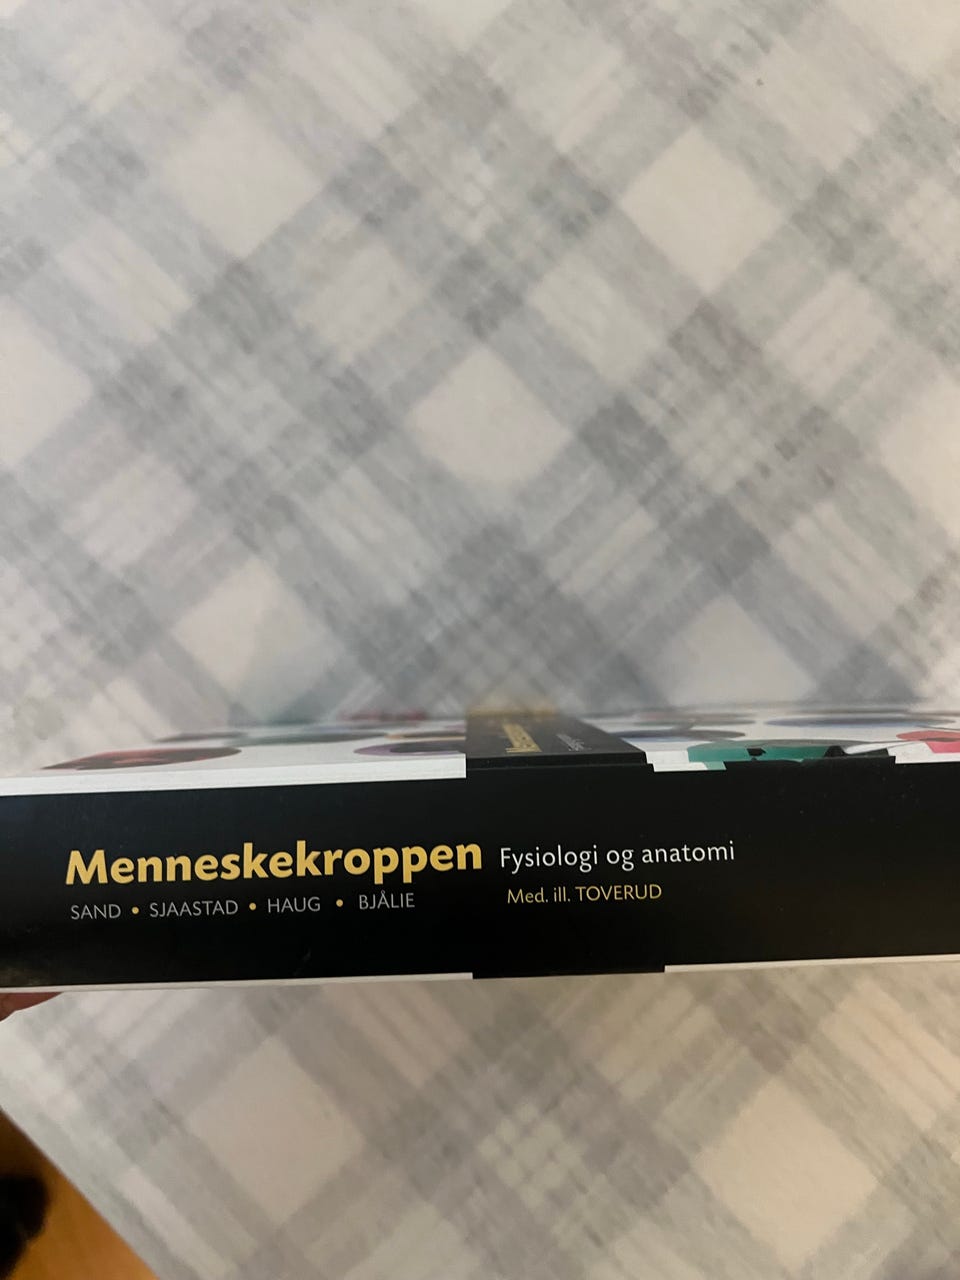 Menneskekroppen Fysiologi og anatomi
SAND • SJAASTAD • HAUG • BJÅLIE Med. ill. TOVERUD